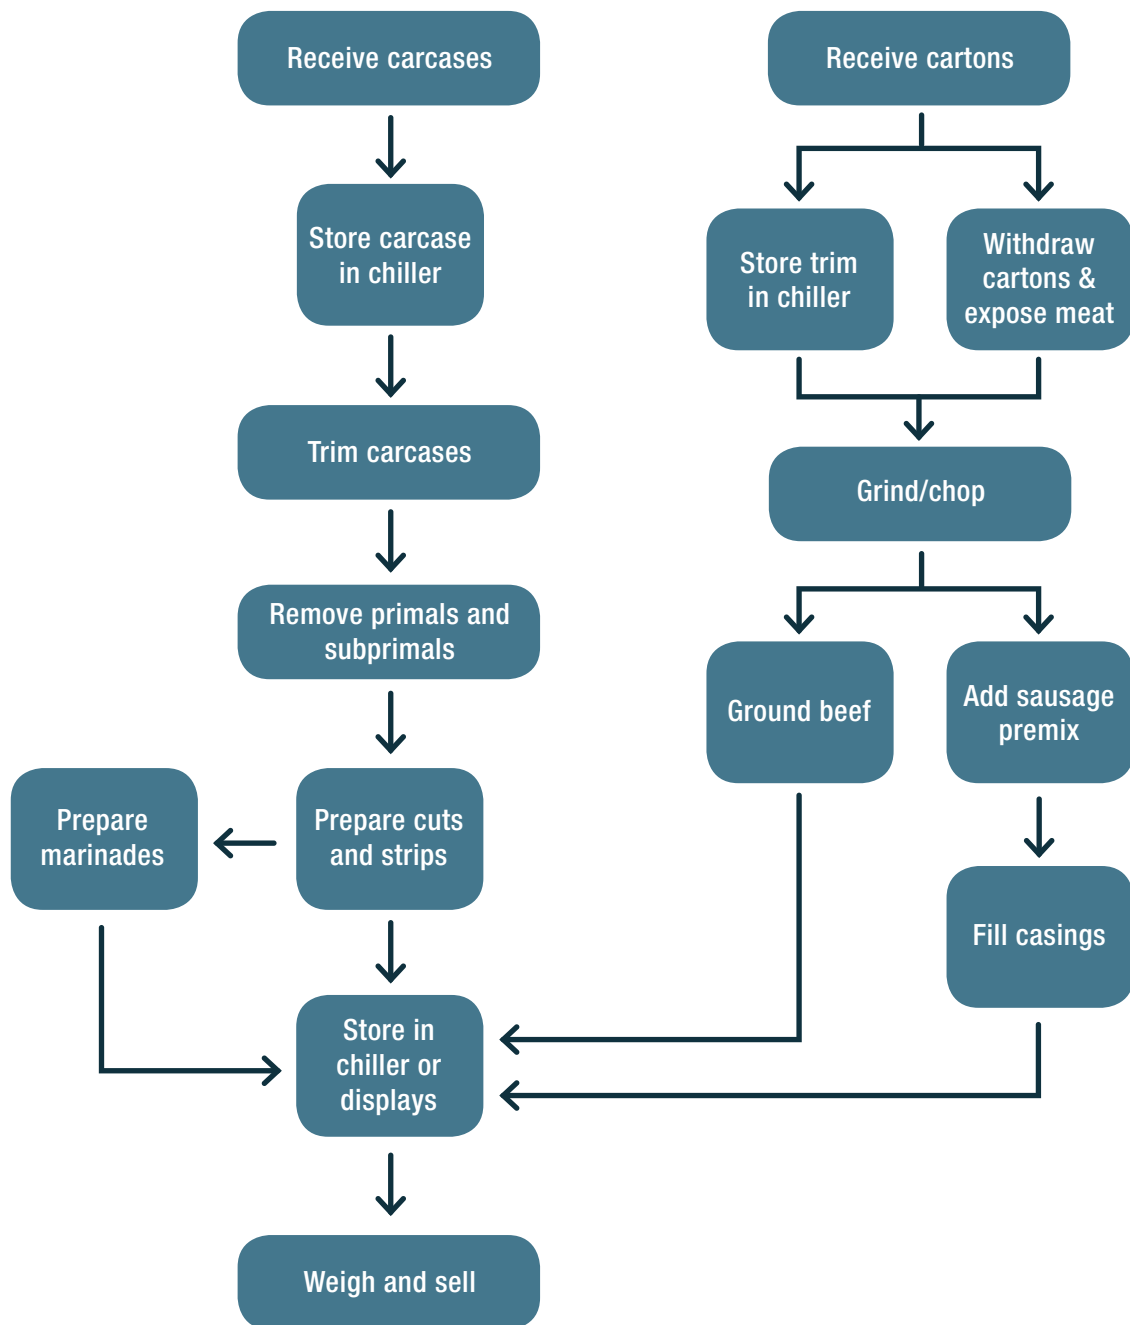 Receive carcases
Receive cartons
Store carcase
in chiller
Store trim
in chiller
Withdraw
cartons &
expose meat
Trim carcases
Grind/chop
Remove primals and
subprimals
Ground beef
Add sausage
premix
Prepare
marinades
Prepare cuts
and strips
Fill casings
Store in
chiller or
displays
Weigh and sell